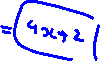 = 4x+2